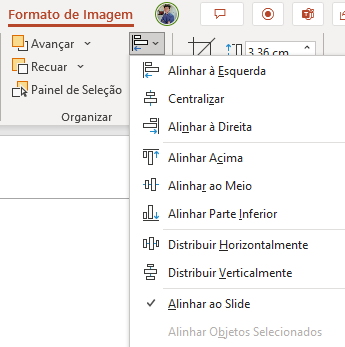 Formato de Imagem
Avançar
Recuar
Painel de Seleção
Organizar
3,36 cm
Alinhar à Esquerda
Centralizar
Alinhar à Direita
Alinhar Acima
Alinhar ao Meio
Alinhar Parte Inferior
Distribuir Horizontalmente
Distribuir Verticalmente
Alinhar ao Slide
Alinhar Objetos Selecionados